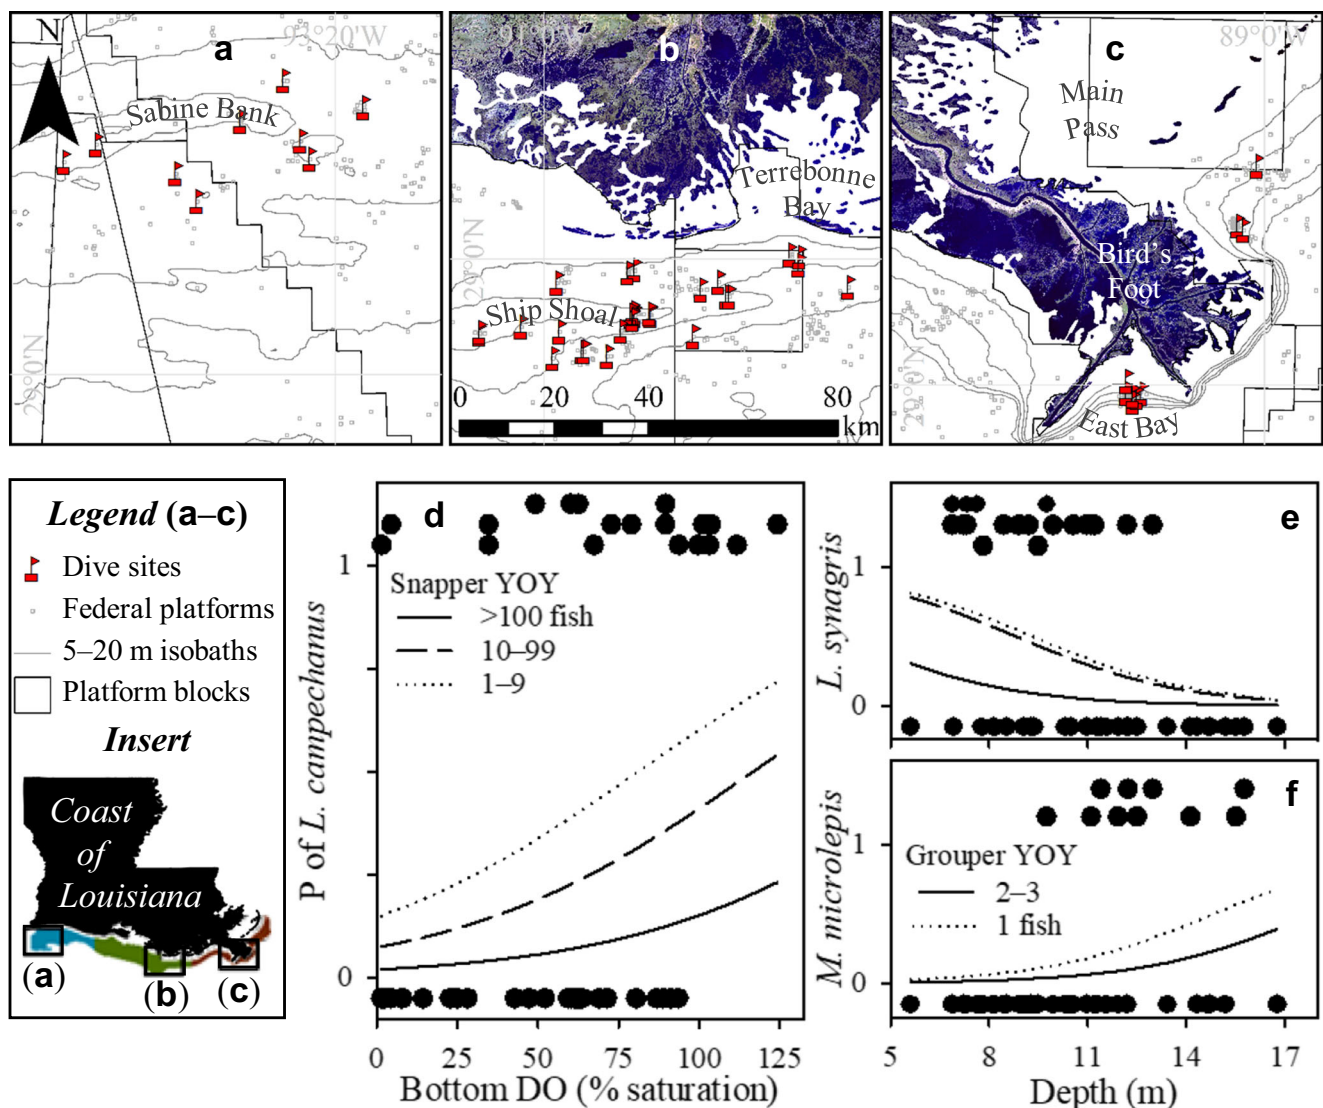 N
a
93°20'W
Sabine Bank
29°0'N
91°0'W
b
Terrebonne
Bay
29°0'N
Ship Shoal
0 20 40 80
km
c
89°0'W
Main
Pass
Bird's
Foot
29°0'N
East Bay
Legend (a–c)
Dive sites
Federal platforms
5–20 m isobaths
Platform blocks
Insert
Coast
of
Louisiana
(a)
(b)
(c)
d
P of L. campechanus
1
0
Snapper YOY
>100 fish
10–99
1–9
0 25 50 75 100 125
Bottom DO (% saturation)
e
L. synagris
1
0
f
M. microlepis
1
0
Grouper YOY
2–3
1 fish
5 8 11 14 17
Depth (m)